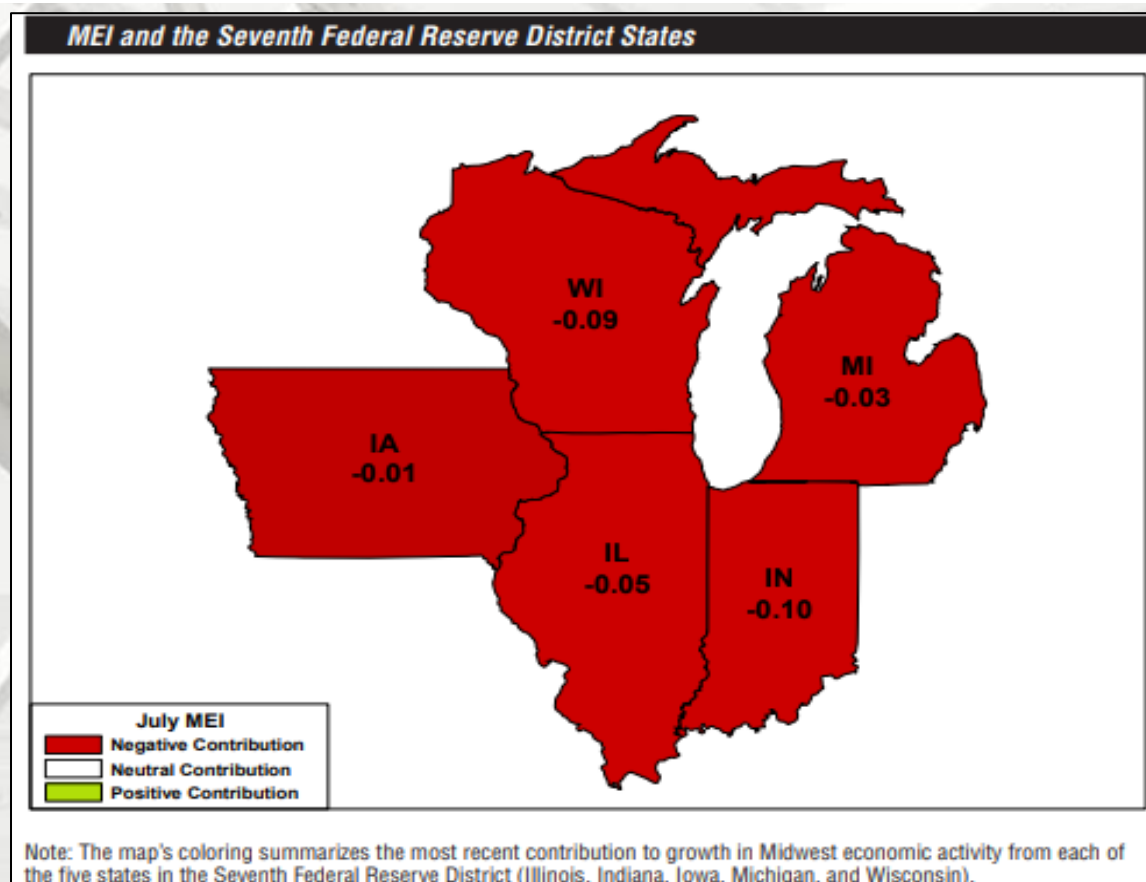 MEI and the Seventh Federal Reserve District States
WI
-0.09
MI
-0.03
IA
-0.01
IL
-0.05
IN
-0.10
July MEI
Negative Contribution
Neutral Contribution
Positive Contribution
Note: The map's coloring summarizes the most recent contribution to growth in Midwest economic activity from each of
the five states in the Seventh Federal Reserve District (Illinois, Indiana, Iowa, Michigan, and Wisconsin).